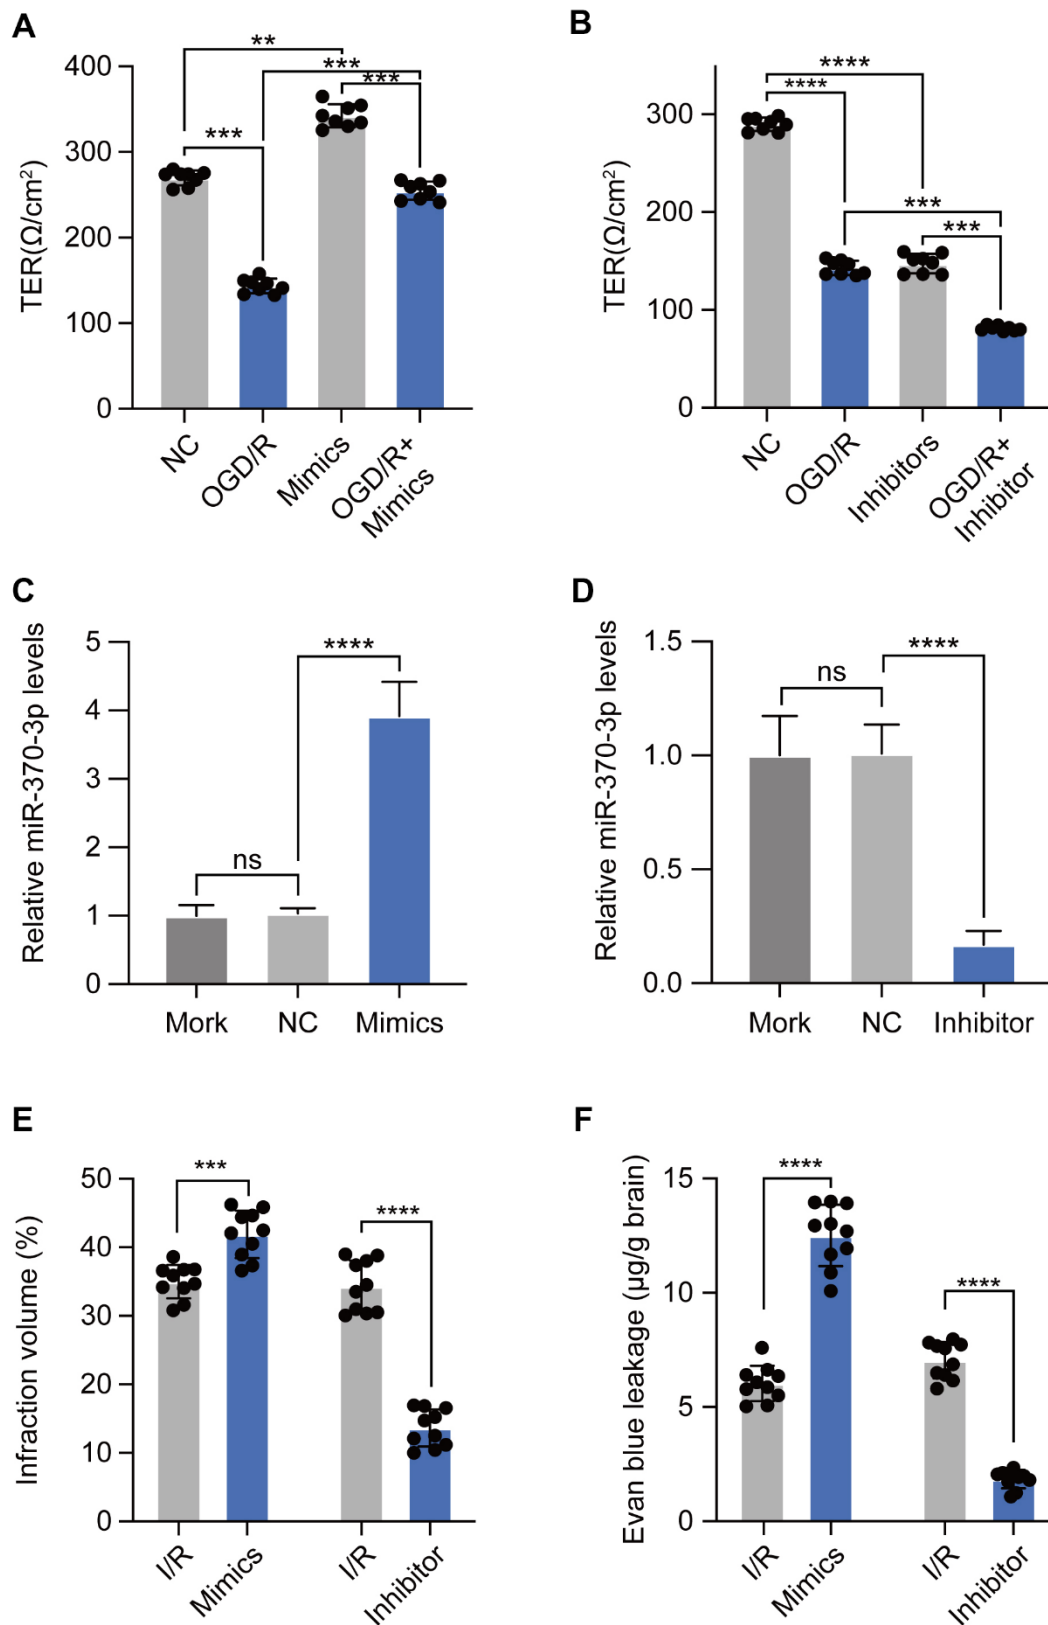 A
TER(Ω/cm²)
400
300
200
100
0
**
***
***
***
NC
OGD/R
Mimics
OGD/R+
Mimics
B
TER(Ω/cm²)
300
200
100
0
****
****
***
***
NC
OGD/R
Inhibitors
OGD/R+
Inhibitor
C
Relative miR-370-3p levels
5
4
3
2
1
0
****
ns
Mork
NC
Mimics
D
Relative miR-370-3p levels
1.5
1.0
0.5
0.0
****
ns
Mork
NC
Inhibitor
E
Infraction volume (%)
50
40
30
20
10
0
***
****
I/R
Mimics
I/R
Inhibitor
F
Evan blue leakage (μg/g brain)
15
10
5
0
****
****
I/R
Mimics
I/R
Inhibitor